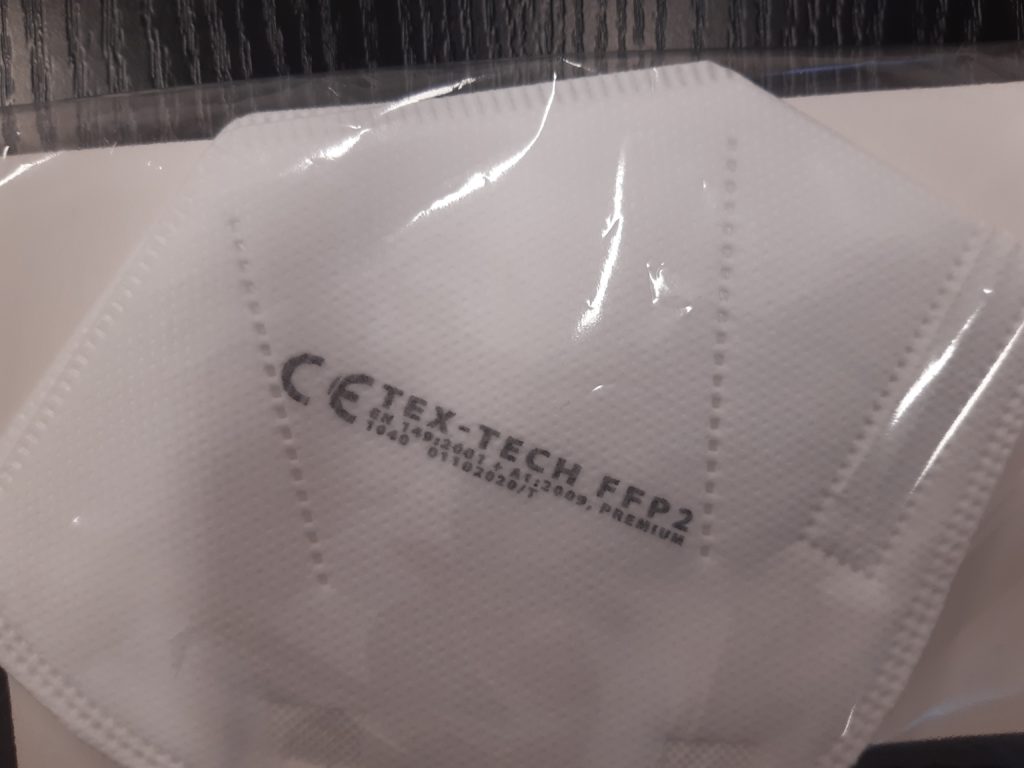 CE TEX-TECH FFP2
EN 149:2001 + A1:2009, PREMIUM
1040 01102020/T